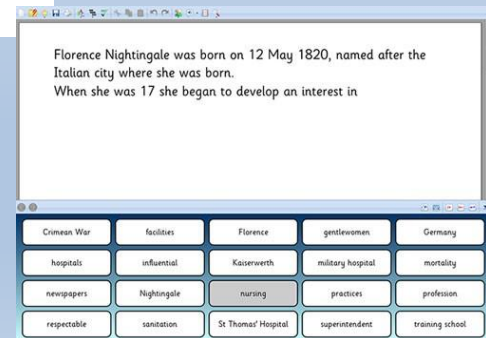 Florence Nightingale was born on 12 May 1820, named after the
Italian city where she was born.
When she was 17 she began to develop an interest in
Crimean War facilities Florence gentlewomen Germany
hospitals influential Kaiserwerth military hospital mortality
newspapers Nightingale nursing practices profession
respectable sanitation St Thomas' Hospital superintendent training school